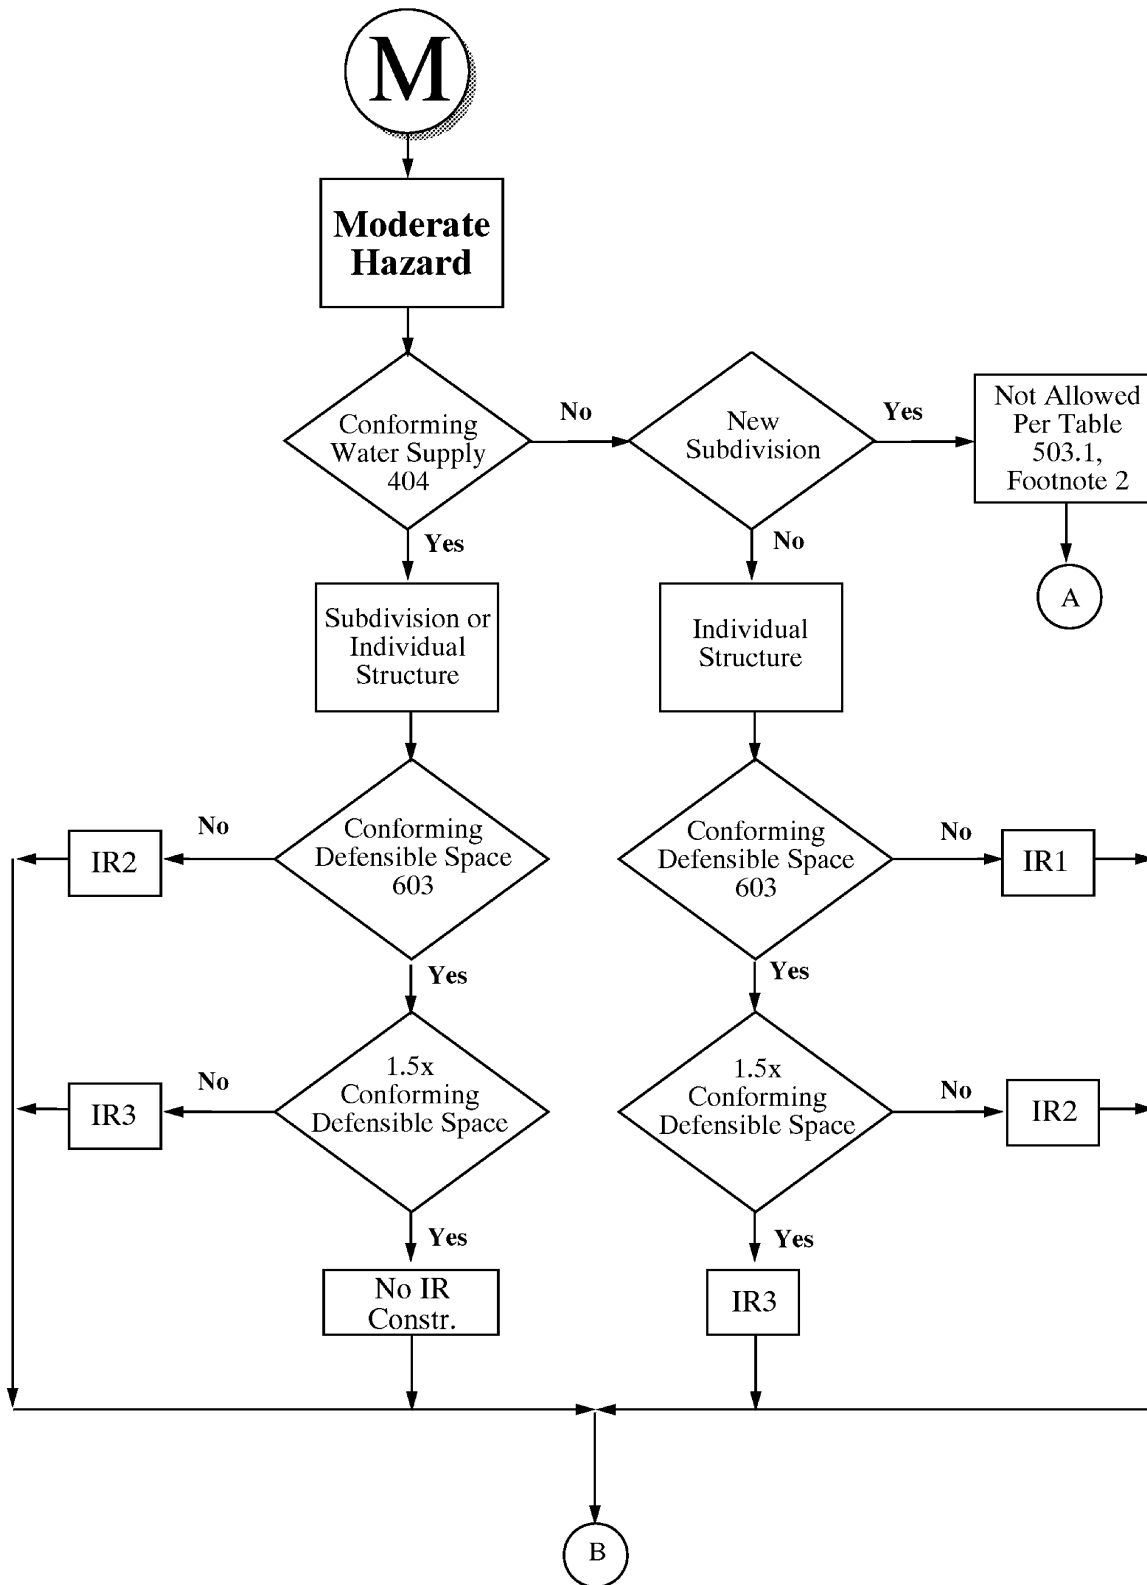 M
Moderate
Hazard
Conforming
Water Supply
404
No
New
Subdivision
Yes
Not Allowed
Per Table
503.1,
Footnote 2
A
Yes
No
Subdivision or
Individual
Structure
Individual
Structure
Conforming
Defensible Space
603
No
IR2
Conforming
Defensible Space
603
No
IR1
Yes
Yes
1.5x
Conforming
Defensible Space
No
IR3
1.5x
Conforming
Defensible Space
No
IR2
Yes
Yes
No IR
Constr.
IR3
B